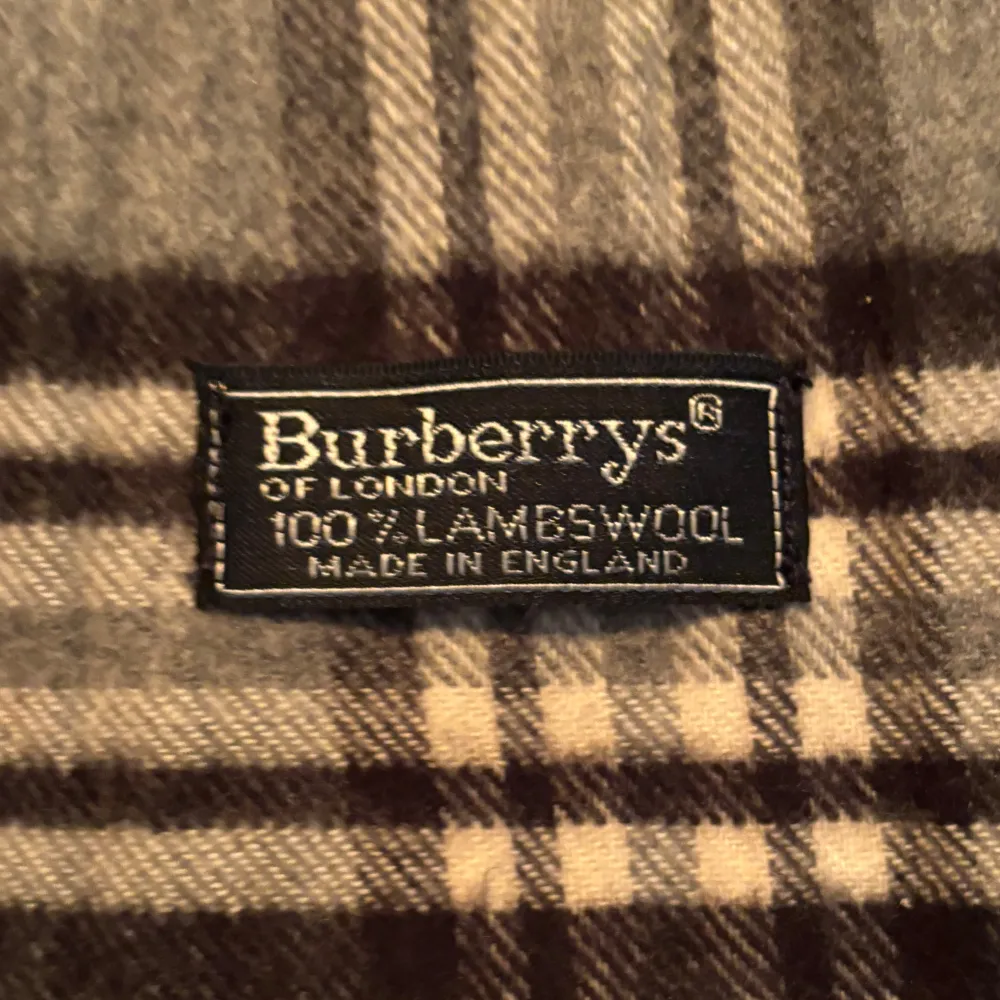 Burberrys®
OF LONDON
100% LAMBSWOOL
MADE IN ENGLAND